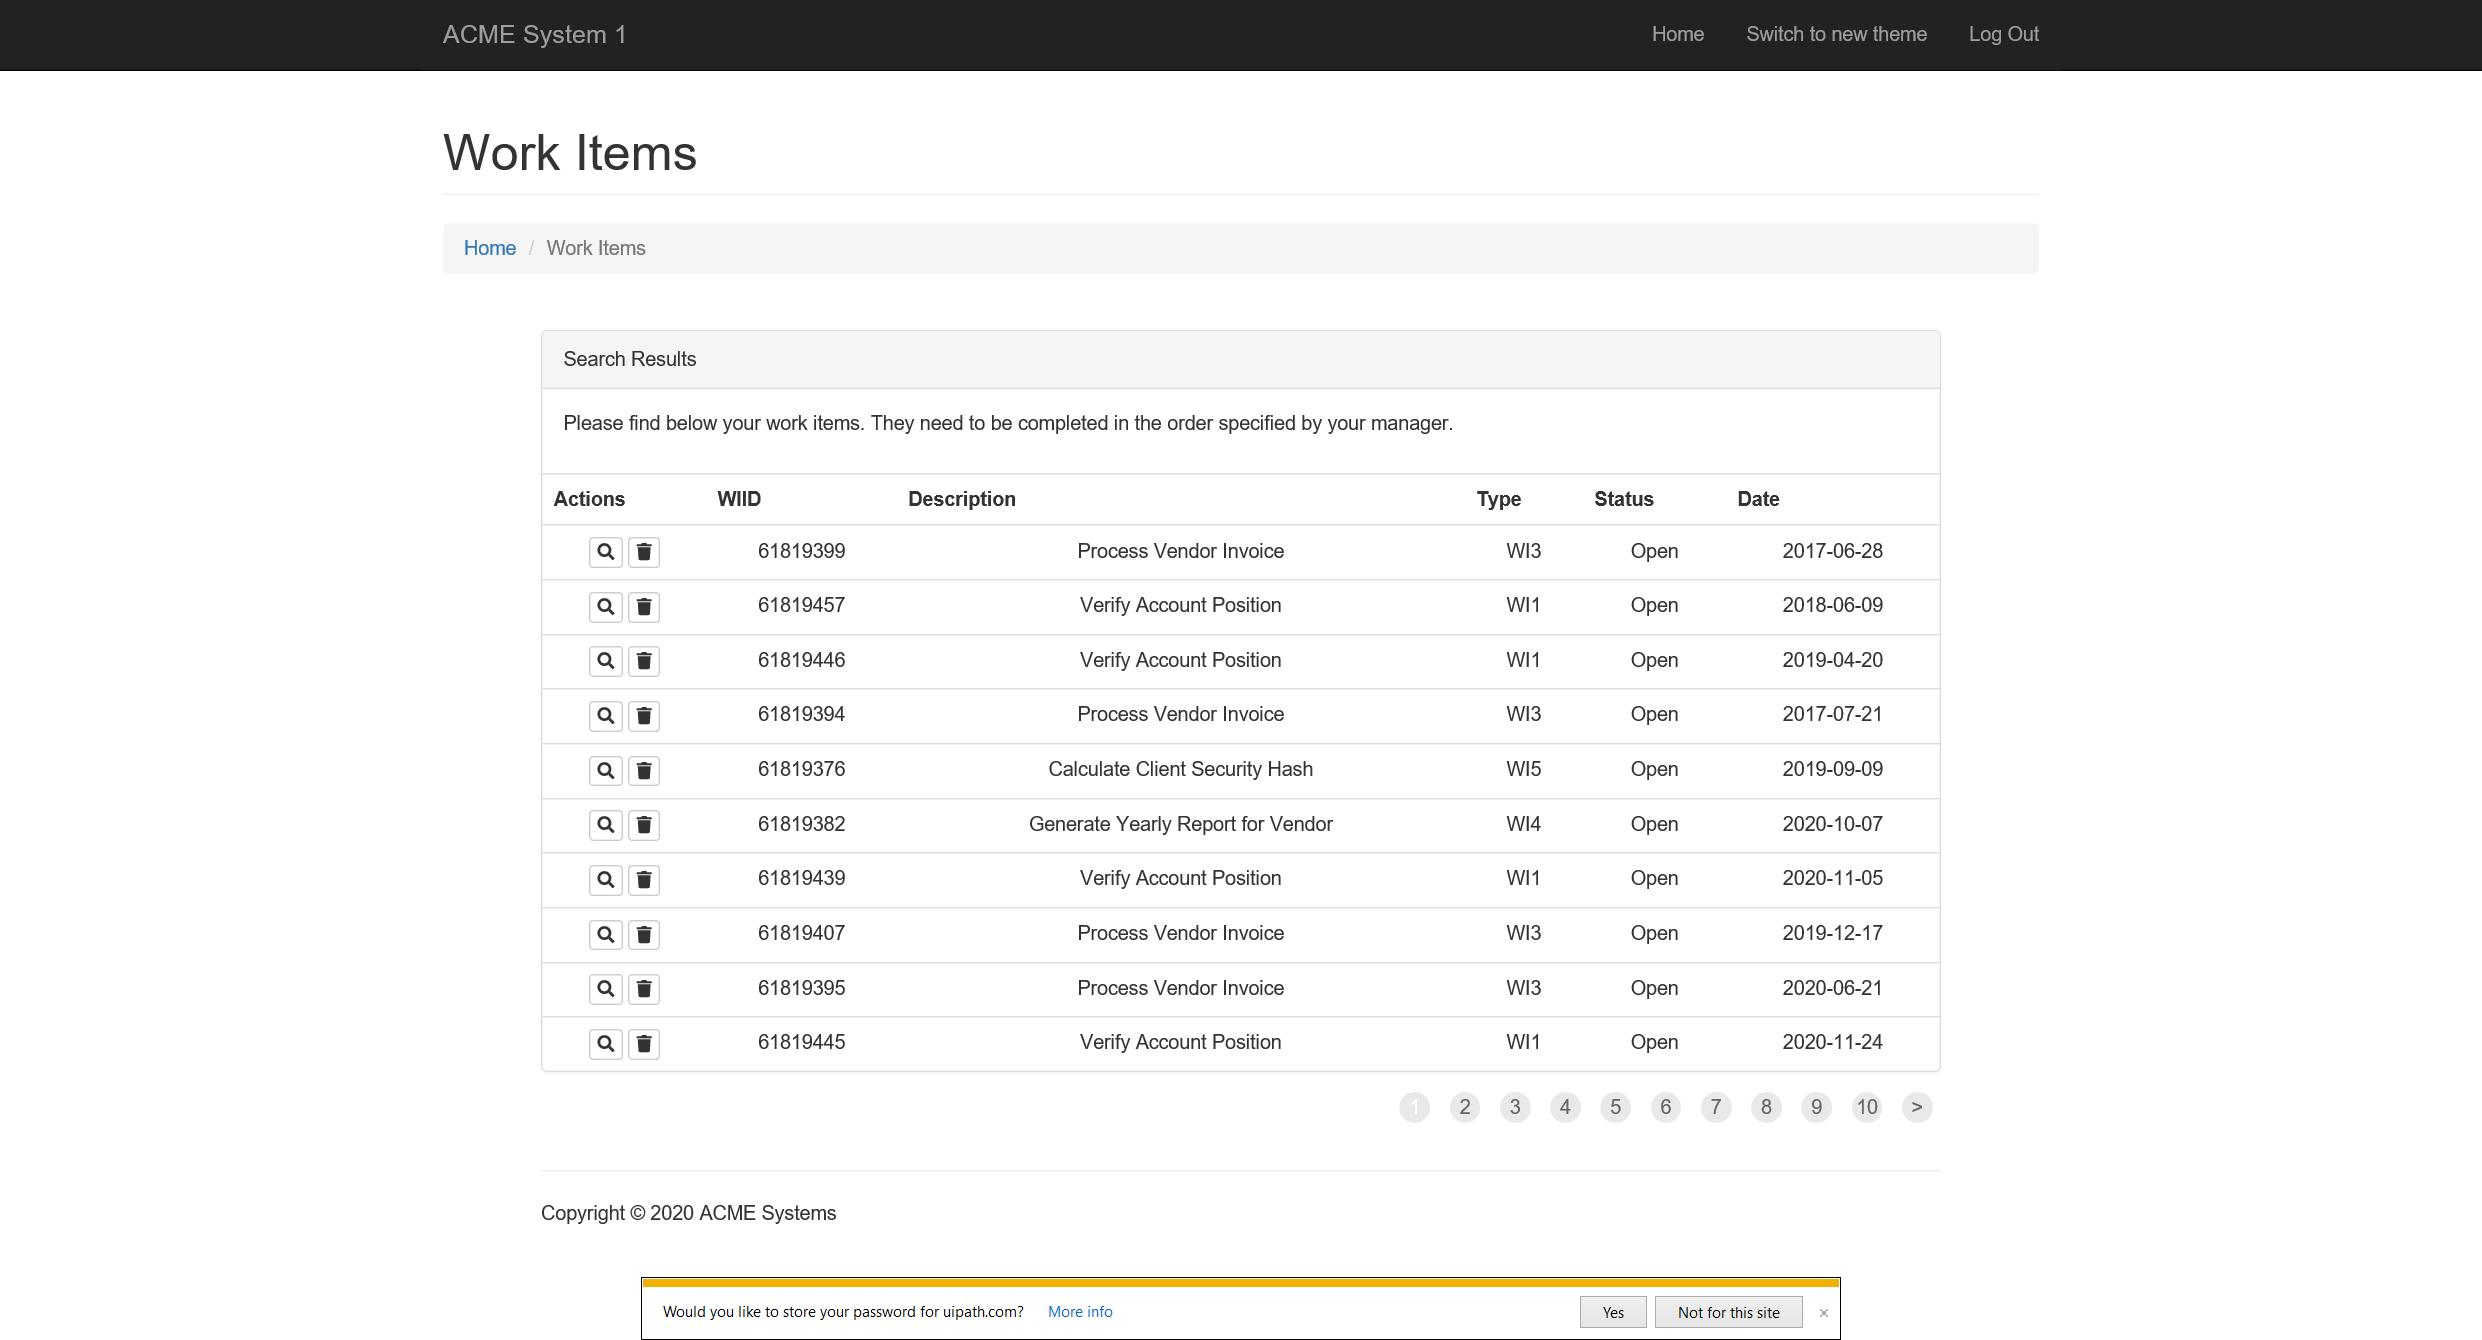 ACME System 1 Home Switch to new theme Log Out
Work Items
Home / Work Items
Search Results
Please find below your work items. They need to be completed in the order specified by your manager.
Actions WIID Description Type Status Date
61819399 Process Vendor Invoice WI3 Open 2017-06-28
61819457 Verify Account Position WI1 Open 2018-06-09
61819446 Verify Account Position WI1 Open 2019-04-20
61819394 Process Vendor Invoice WI3 Open 2017-07-21
61819376 Calculate Client Security Hash WI5 Open 2019-09-09
61819382 Generate Yearly Report for Vendor WI4 Open 2020-10-07
61819439 Verify Account Position WI1 Open 2020-11-05
61819407 Process Vendor Invoice WI3 Open 2019-12-17
61819395 Process Vendor Invoice WI3 Open 2020-06-21
61819445 Verify Account Position WI1 Open 2020-11-24
1 2 3 4 5 6 7 8 9 10 >
Copyright © 2020 ACME Systems
Would you like to store your password for uipath.com? More info Yes Not for this site ×